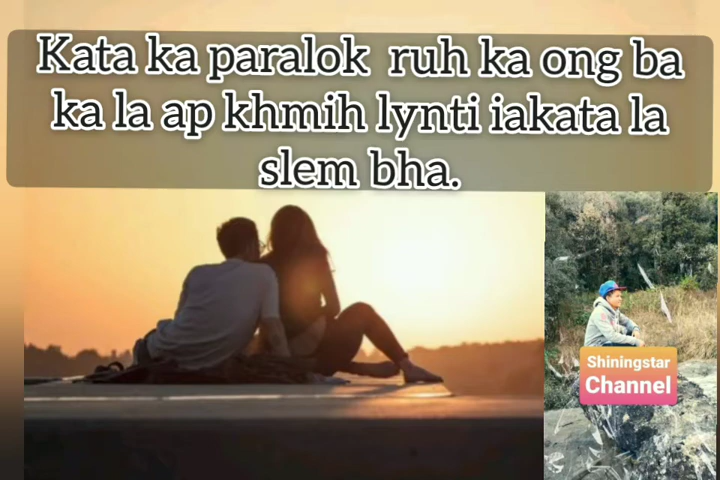 Kata ka paralok ruh ka ong ba
ka la ap khmih lynti iakata la
slem bha.
Shiningstar
Channel